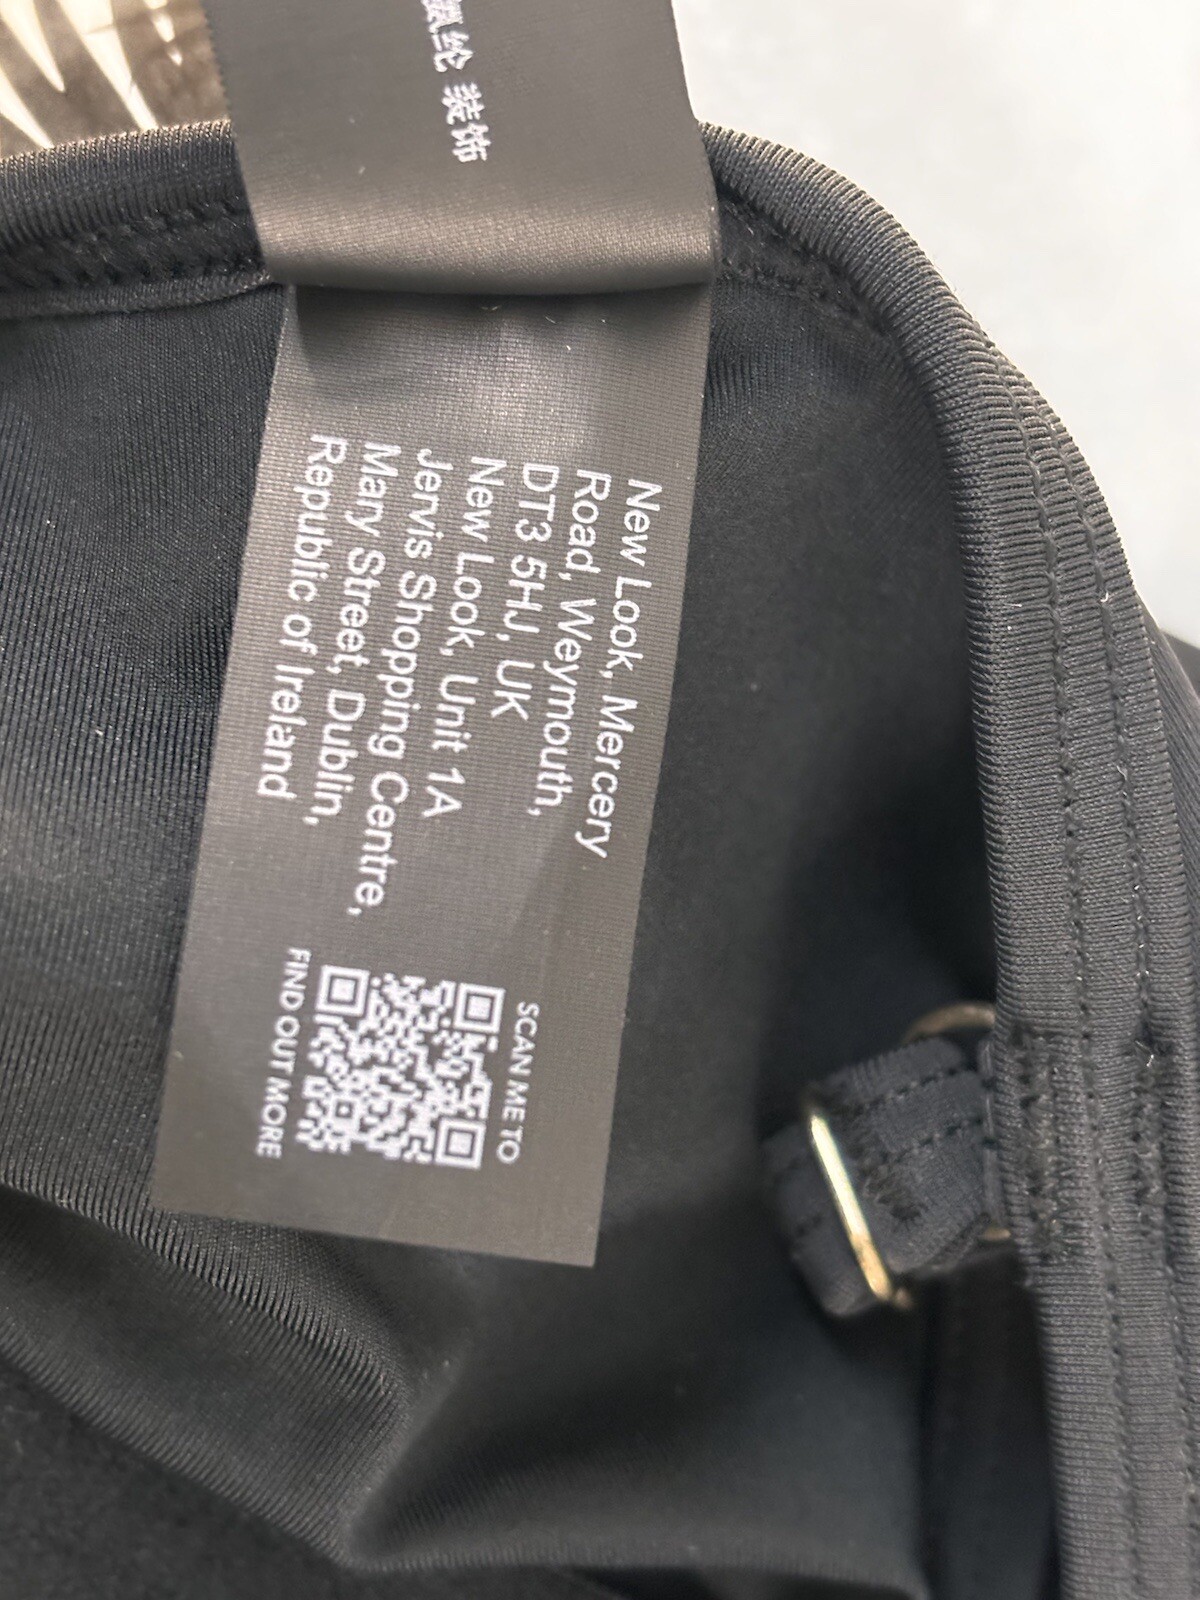 纶 装饰
New Look, Mercery
Road, Weymouth,
DT3 5HJ, UK
New Look, Unit 1A
Jervis Shopping Centre,
Mary Street, Dublin,
Republic of Ireland
SCAN ME TO
FIND OUT MORE